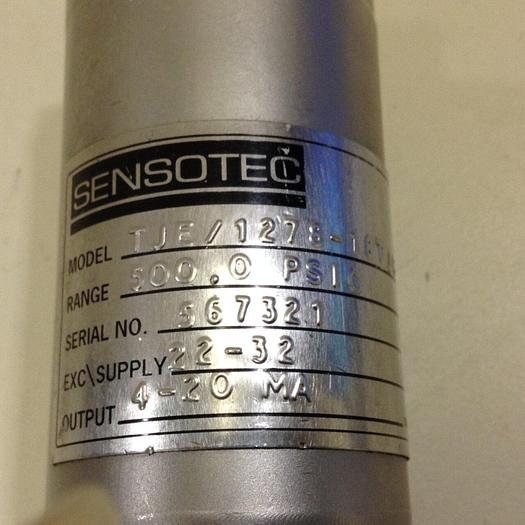 SENSOTEC
MODEL
RANGE 500.0
SERIAL NO. 567321
EXC\SUPPLY 22-32
OUTPUT 4-20 MA